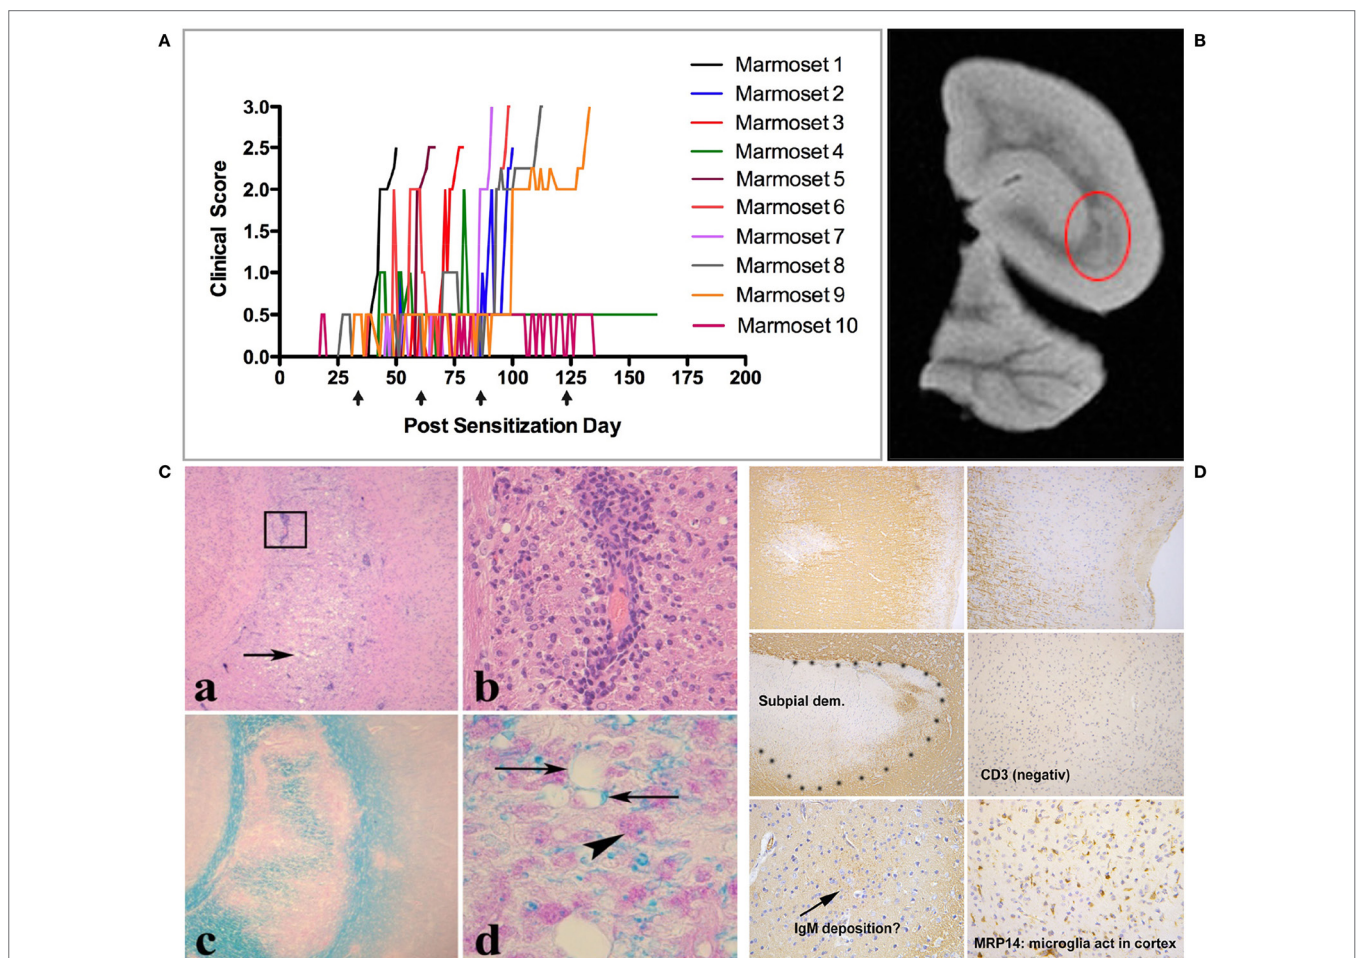 A
B
Marmoset 1
Marmoset 2
Marmoset 3
Marmoset 4
Marmoset 5
Marmoset 6
Marmoset 7
Marmoset 8
Marmoset 9
Marmoset 10
Clinical Score
3.0
2.5
2.0
1.5
1.0
0.5
0.0
0 25 50 75 100 125 150 175 200
Post Sensitization Day
C
D
a
b
c
d
Subpial dem.
CD3 (negativ)
IgM deposition?
MRP14: microglia act in cortex